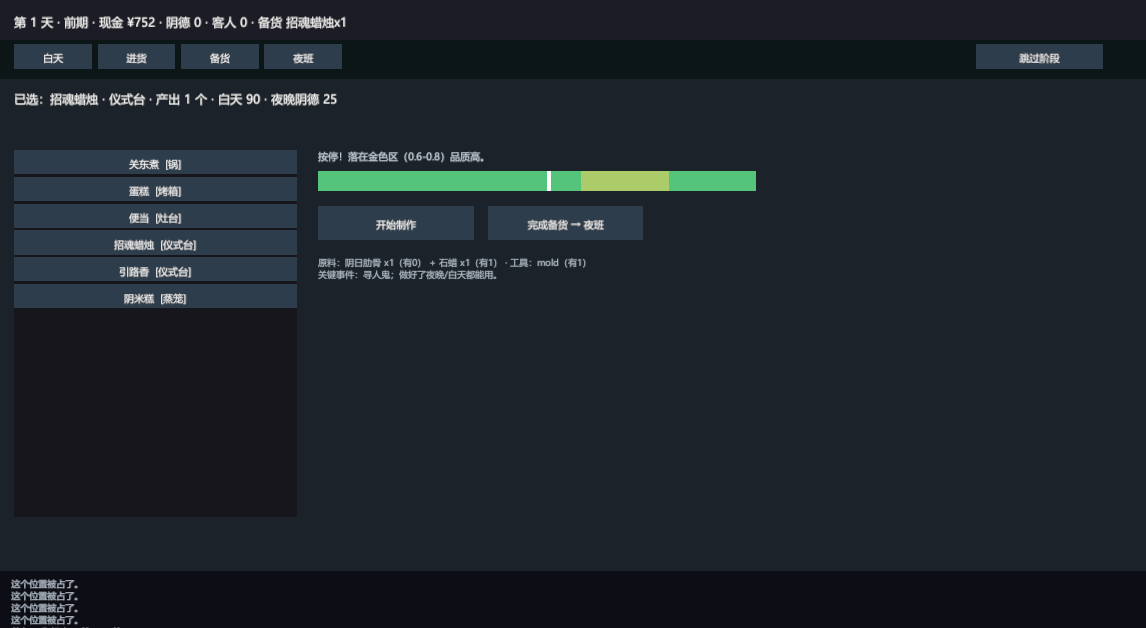 第 1 天 · 前期 · 现金 ¥752 · 阴德 0 · 客人 0 · 备货 招魂蜡烛x1
白天 进货 备货 夜班 跳过阶段
已选：招魂蜡烛 · 仪式台 · 产出 1 个 · 白天 90 · 夜晚阴德 25
关东煮 [锅]
蛋糕 [烤箱]
便当 [灶台]
招魂蜡烛 [仪式台]
引路香 [仪式台]
阴米糕 [蒸笼]
按停！落在金色区（0.6-0.8）品质高。
开始制作 完成备货 → 夜班
原料：阴日肋骨 x1（有0） + 石蜡 x1（有1） · 工具：mold（有1）
关键事件：寻人鬼；做好了夜晚/白天都能用。
这个位置被占了。
这个位置被占了。
这个位置被占了。
这个位置被占了。